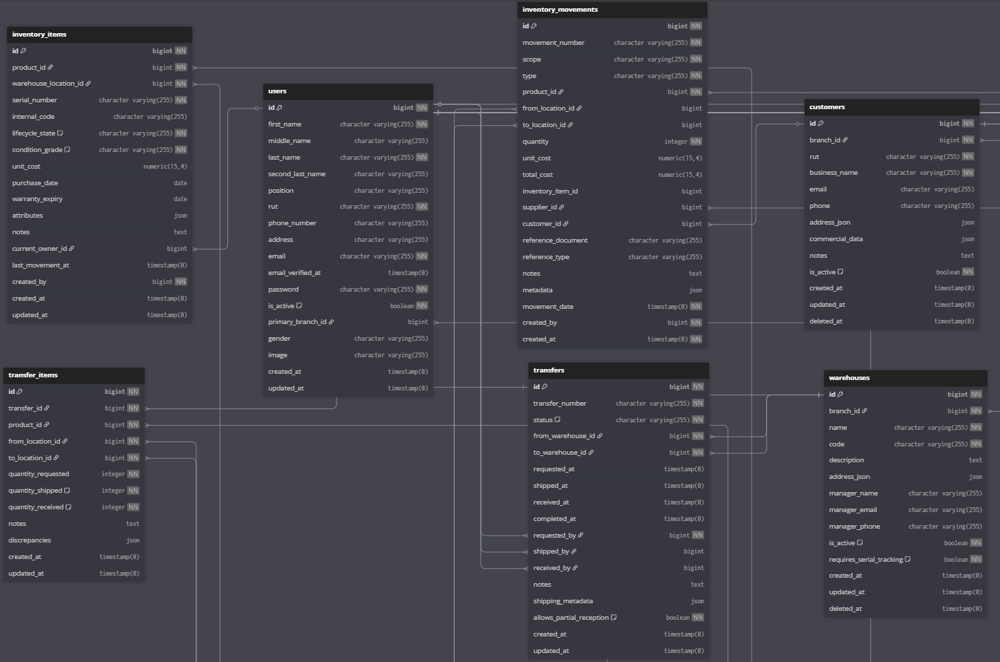 inventory_items
id bigint NN
product_id bigint NN
warehouse_location_id bigint NN
serial_number character varying(255) NN
internal_code character varying(255)
lifecycle_state character varying(255) NN
condition_grade character varying(255) NN
unit_cost numeric(15,4)
purchase_date date
warranty_expiry date
attributes json
notes text
current_owner_id bigint
last_movement_at timestamp(0)
created_by bigint NN
created_at timestamp(0)
updated_at timestamp(0)
transfer_items
id bigint NN
transfer_id bigint NN
product_id bigint NN
from_location_id bigint NN
to_location_id bigint NN
quantity_requested integer NN
quantity_shipped integer NN
quantity_received integer NN
notes text
discrepancies json
created_at timestamp(0)
updated_at timestamp(0)
users
id bigint NN
first_name character varying(255) NN
middle_name character varying(255)
last_name character varying(255) NN
second_last_name character varying(255)
position character varying(255)
rut character varying(255) NN
phone_number character varying(255)
address character varying(255)
email character varying(255) NN
email_verified_at timestamp(0)
password character varying(255) NN
is_active boolean NN
primary_branch_id bigint
gender character varying(255)
image character varying(255)
created_at timestamp(0)
updated_at timestamp(0)
inventory_movements
id bigint NN
movement_number character varying(255) NN
scope character varying(255) NN
type character varying(255) NN
product_id bigint NN
from_location_id bigint
to_location_id bigint
quantity integer NN
unit_cost numeric(15,4)
total_cost numeric(15,4)
inventory_item_id bigint
supplier_id bigint
customer_id bigint
reference_document character varying(255)
reference_type character varying(255)
notes text
metadata json
movement_date timestamp(0) NN
created_by bigint NN
created_at timestamp(0) NN
transfers
id bigint NN
transfer_number character varying(255) NN
status character varying(255) NN
from_warehouse_id bigint NN
to_warehouse_id bigint NN
requested_at timestamp(0)
shipped_at timestamp(0)
received_at timestamp(0)
completed_at timestamp(0)
requested_by bigint NN
shipped_by bigint
received_by bigint
notes text
shipping_metadata json
allows_partial_reception boolean NN
created_at timestamp(0)
updated_at timestamp(0)
customers
id bigint NN
branch_id bigint NN
rut character varying(255) NN
business_name character varying(255) NN
email character varying(255)
phone character varying(255)
address_json json
commercial_data json
notes text
is_active boolean NN
created_at timestamp(0)
updated_at timestamp(0)
deleted_at timestamp(0)
warehouses
id bigint NN
branch_id bigint NN
name character varying(255) NN
code character varying(255) NN
description text
address_json json
manager_name character varying(255)
manager_email character varying(255)
manager_phone character varying(255)
is_active boolean NN
requires_serial_tracking boolean NN
created_at timestamp(0)
updated_at timestamp(0)
deleted_at timestamp(0)